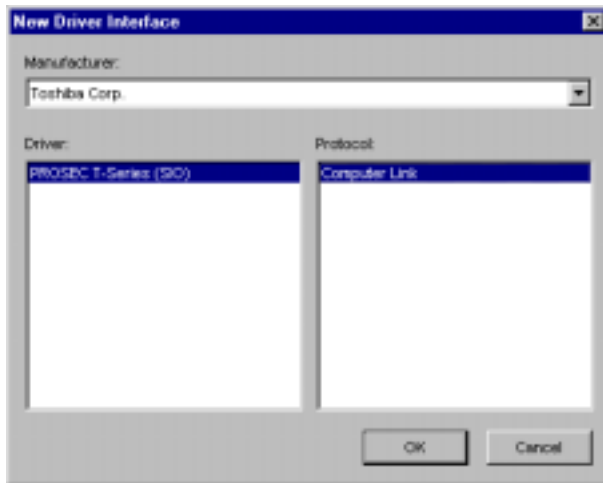 New Driver Interface
Manufacturer:
Toshiba Corp.
Driver:
Protocol:
PROSEC T-Series (SIO)
Computer Link
OK
Cancel